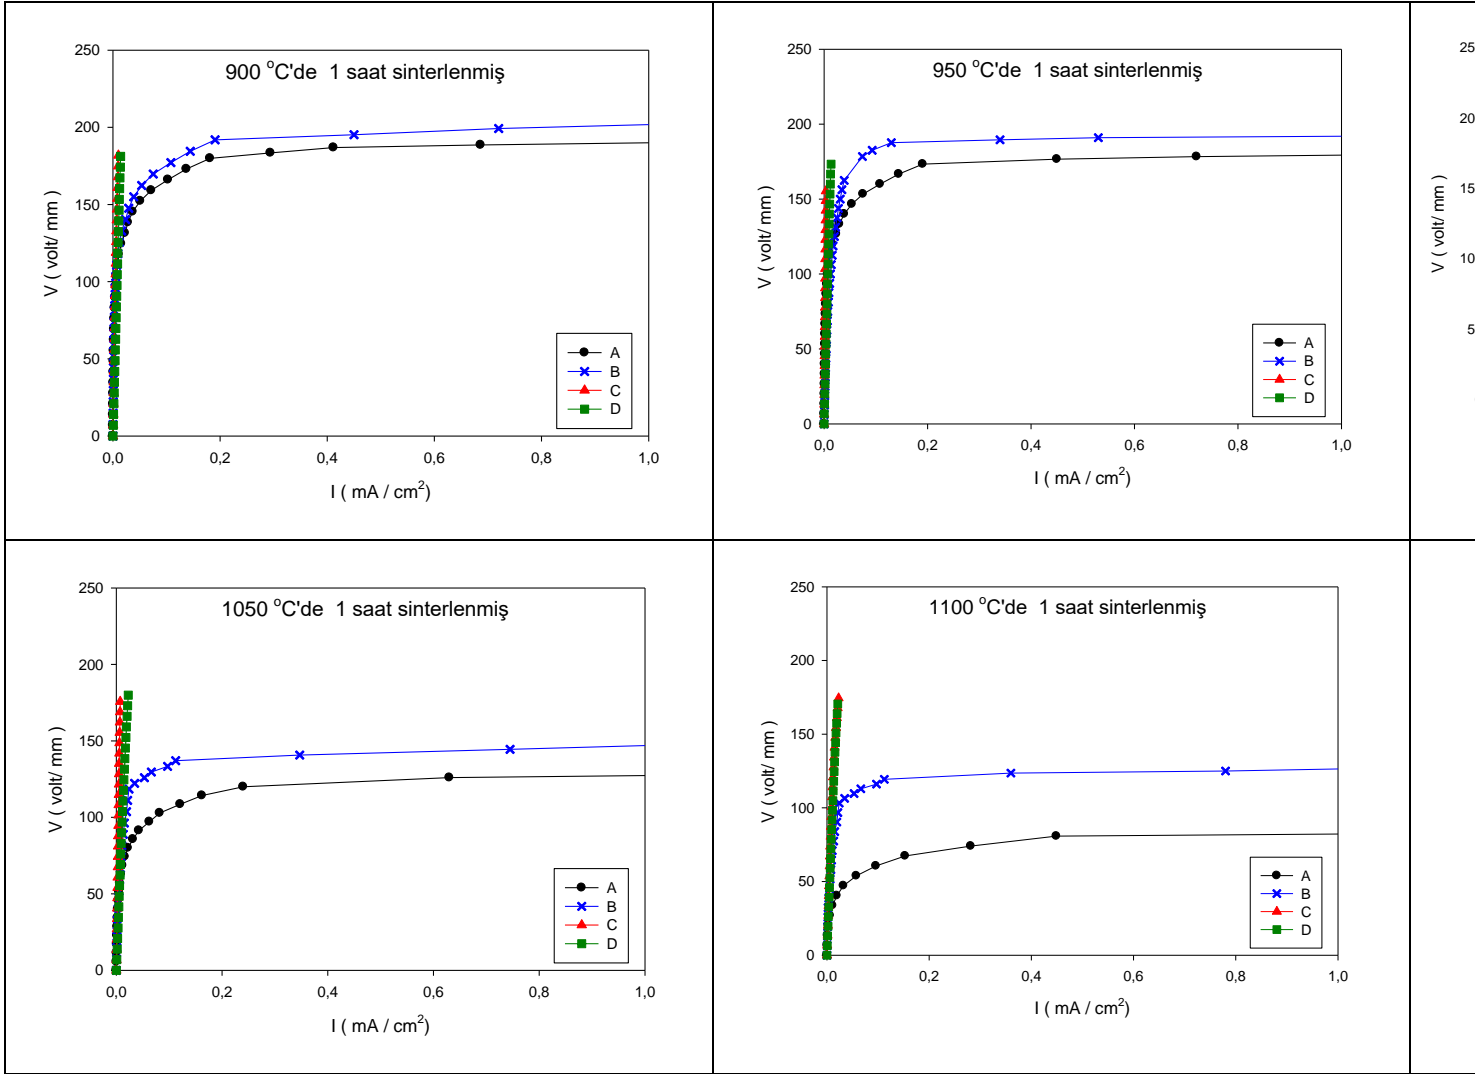 900 °C'de 1 saat sinterlenmiş
250
200
150
100
50
0
V ( volt/ mm )
0,0 0,2 0,4 0,6 0,8 1,0
I ( mA / cm²)
A
B
C
D
950 °C'de 1 saat sinterlenmiş
250
200
150
100
50
0
V ( volt/ mm )
0,0 0,2 0,4 0,6 0,8 1,0
I ( mA / cm²)
A
B
C
D
25
20
15
10
5
V ( volt/ mm )
1050 °C'de 1 saat sinterlenmiş
250
200
150
100
50
0
V ( volt/ mm )
0,0 0,2 0,4 0,6 0,8 1,0
I ( mA / cm²)
A
B
C
D
1100 °C'de 1 saat sinterlenmiş
250
200
150
100
50
0
V ( volt/ mm )
0,0 0,2 0,4 0,6 0,8 1,0
I ( mA / cm²)
A
B
C
D